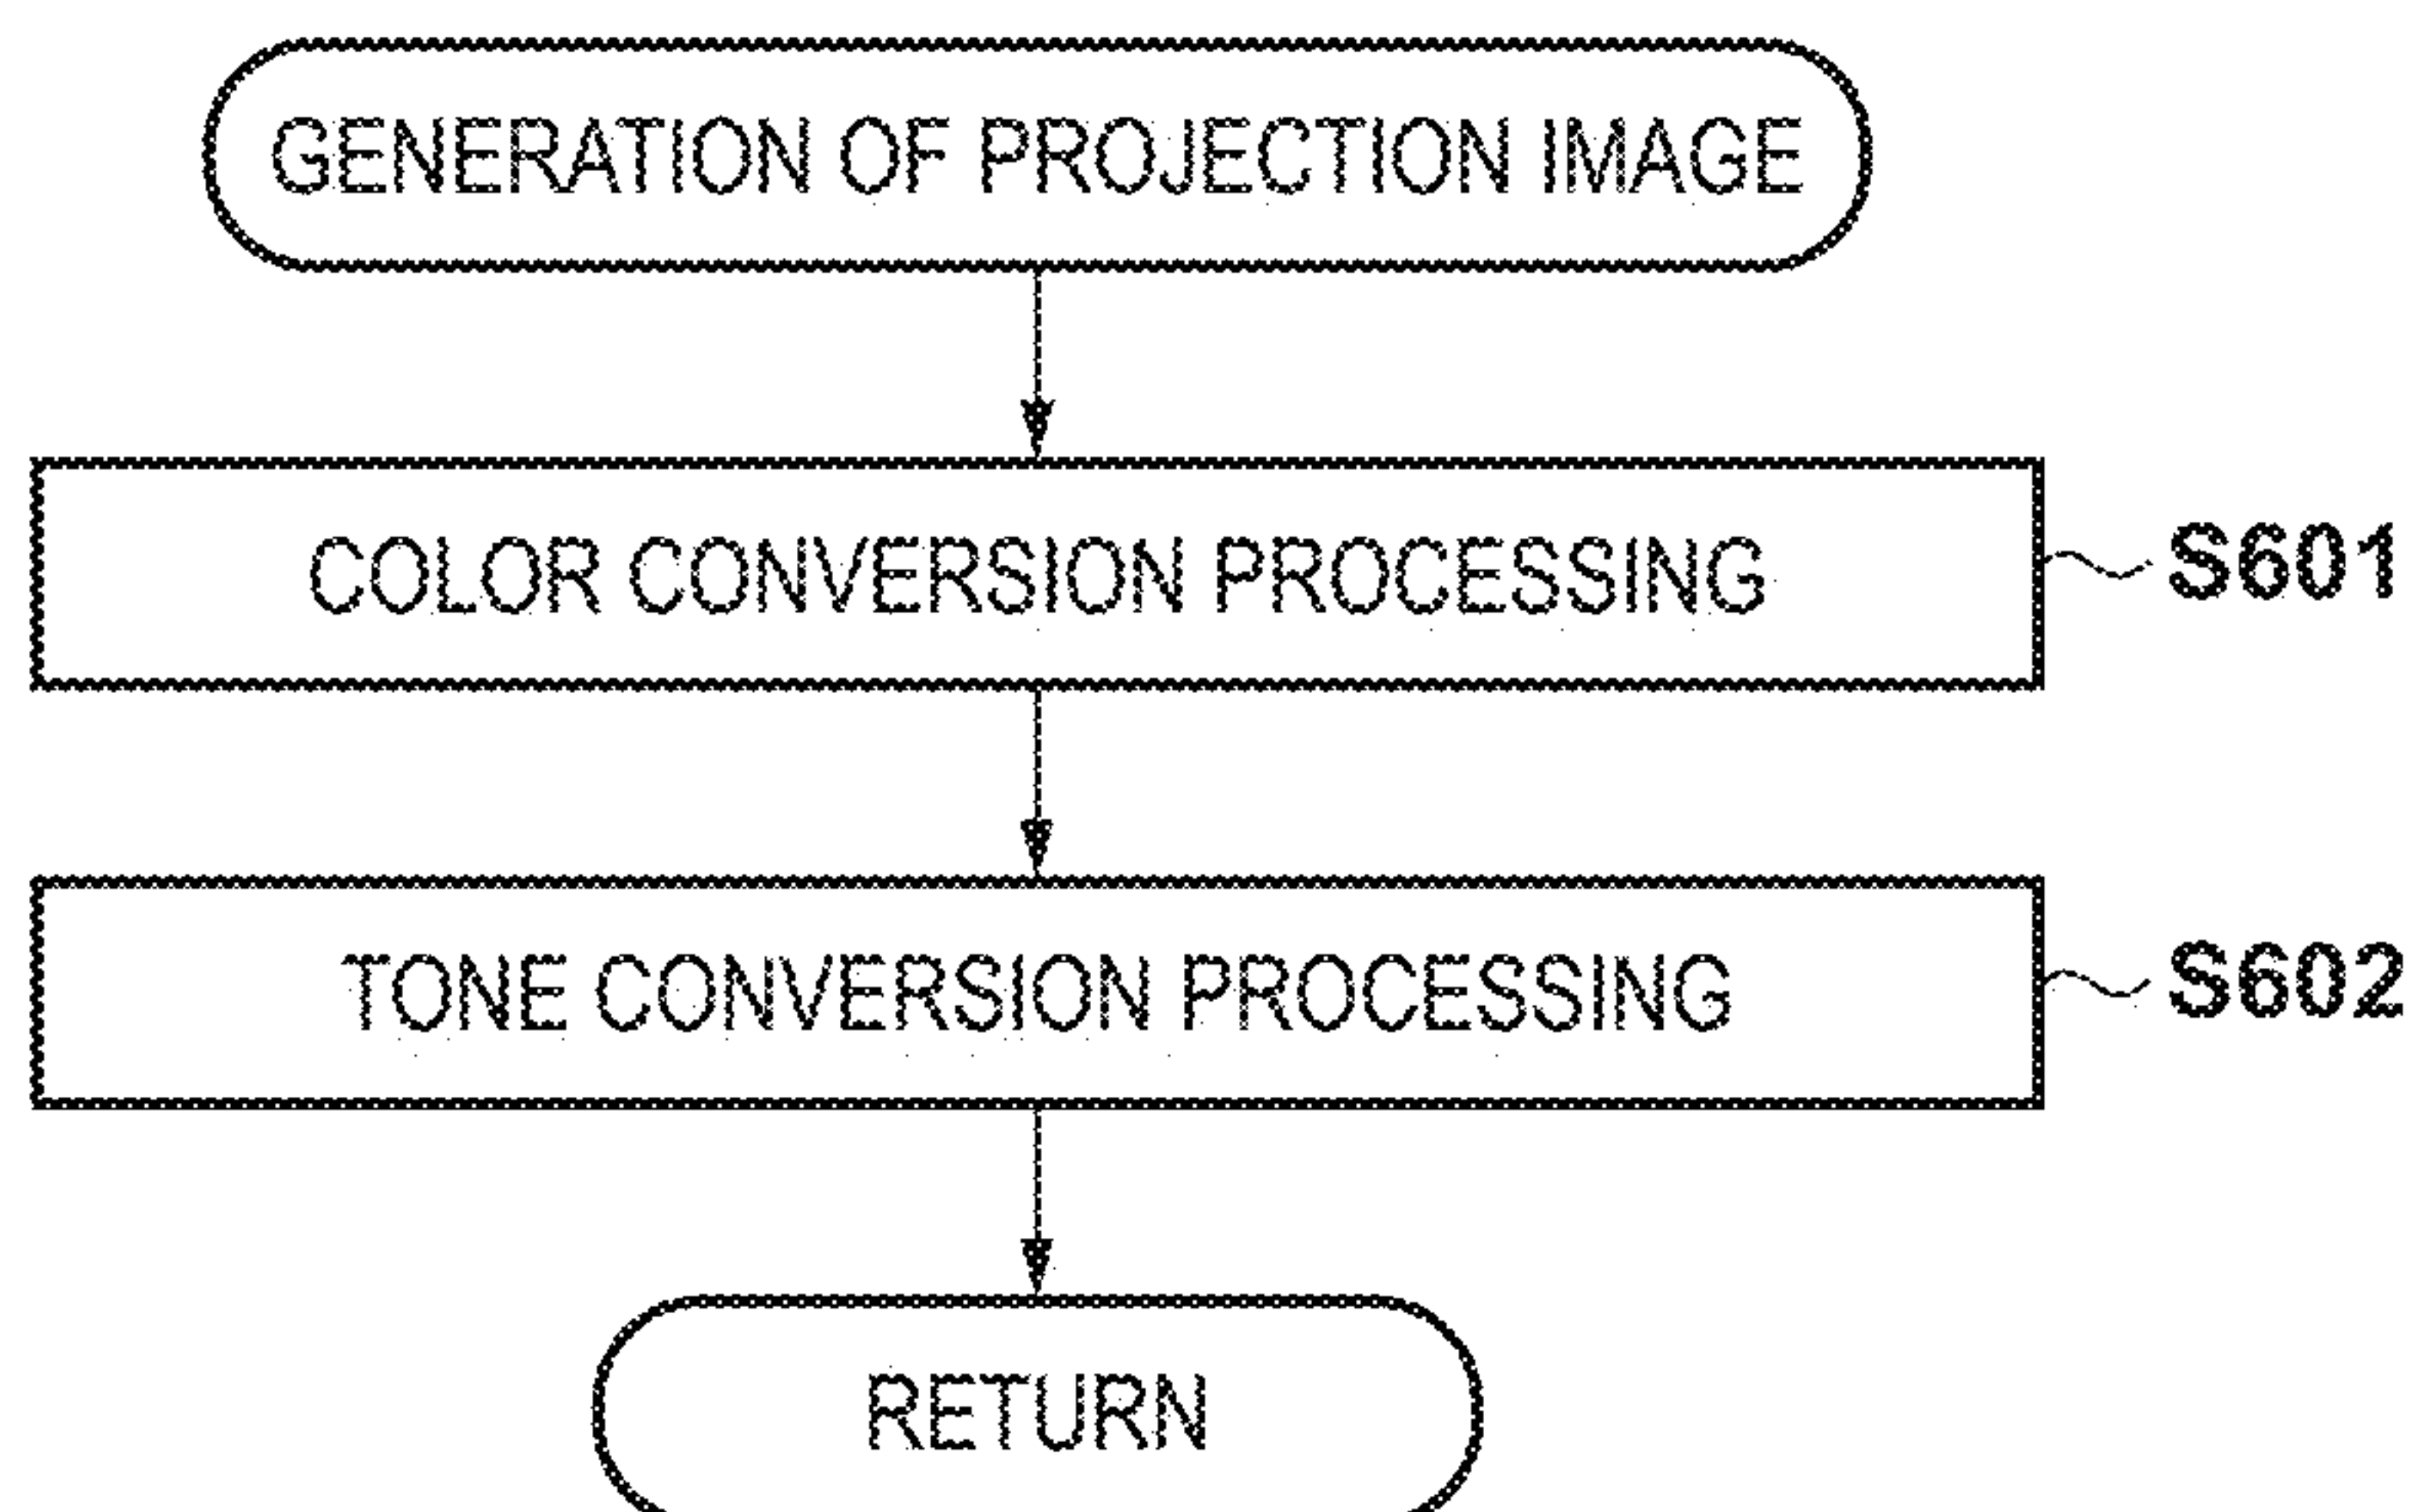 GENERATION OF PROJECTION IMAGE
COLOR CONVERSION PROCESSING
S601
TONE CONVERSION PROCESSING
S602
RETURN